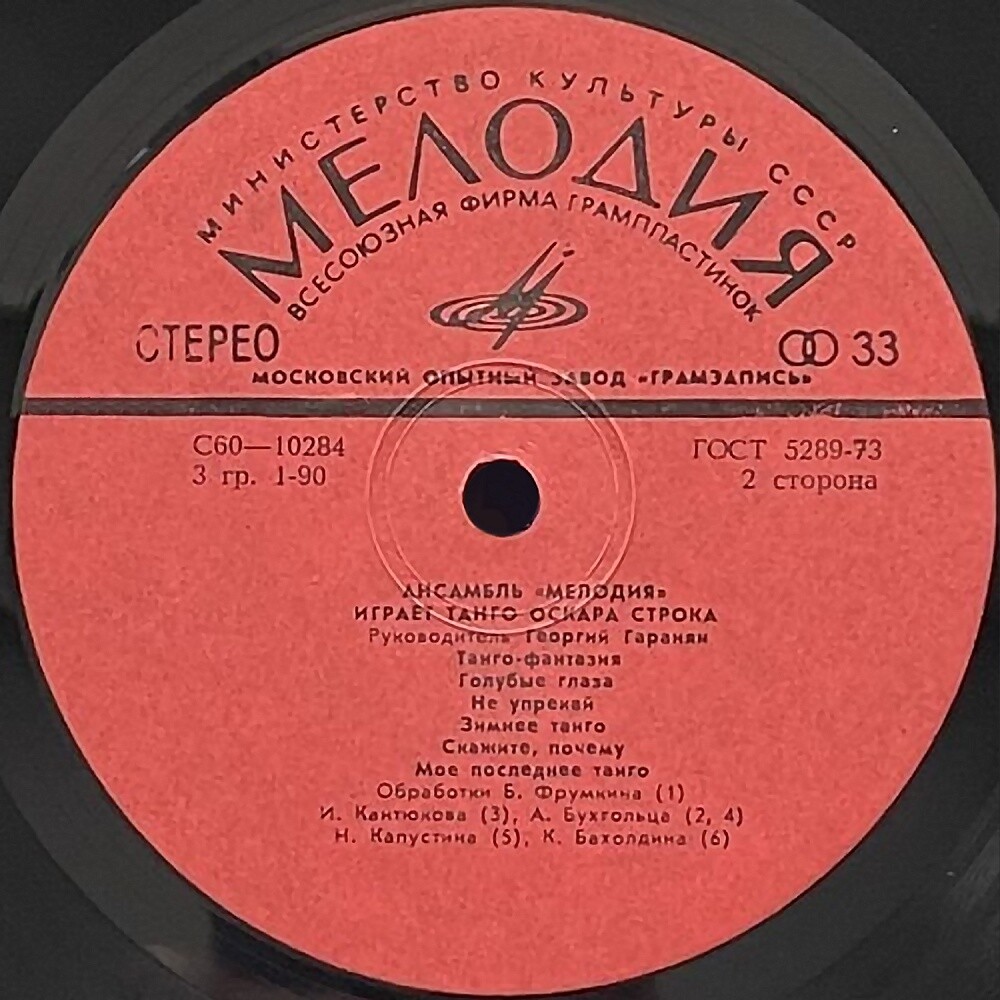 МИНИСТЕРСТВО КУЛЬТУРЫ СССР
МЕЛОДИЯ
ВСЕСОЮЗНАЯ ФИРМА ГРАМПЛАСТИНОК
СТЕРЕО
33
МОСКОВСКИЙ ОПЫТНЫЙ ЗАВОД «ГРАМЗАПИСЬ»
С60—10284
ГОСТ 5289-73
3 гр. 1-90
2 сторона
АНСАМБЛЬ «МЕЛОДИЯ»
ИГРАЕТ ТАНГО ОСКАРА СТРОКА
Руководитель Георгий Гаранян
Танго-фантазия
Голубые глаза
Не упрекай
Зимнее танго
Скажите, почему
Мое последнее танго
Обработки Б. Фрумкина (1)
И. Кантюкова (3), А. Бухгольца (2, 4)
Н. Капустина (5), К. Бахолдина (6)